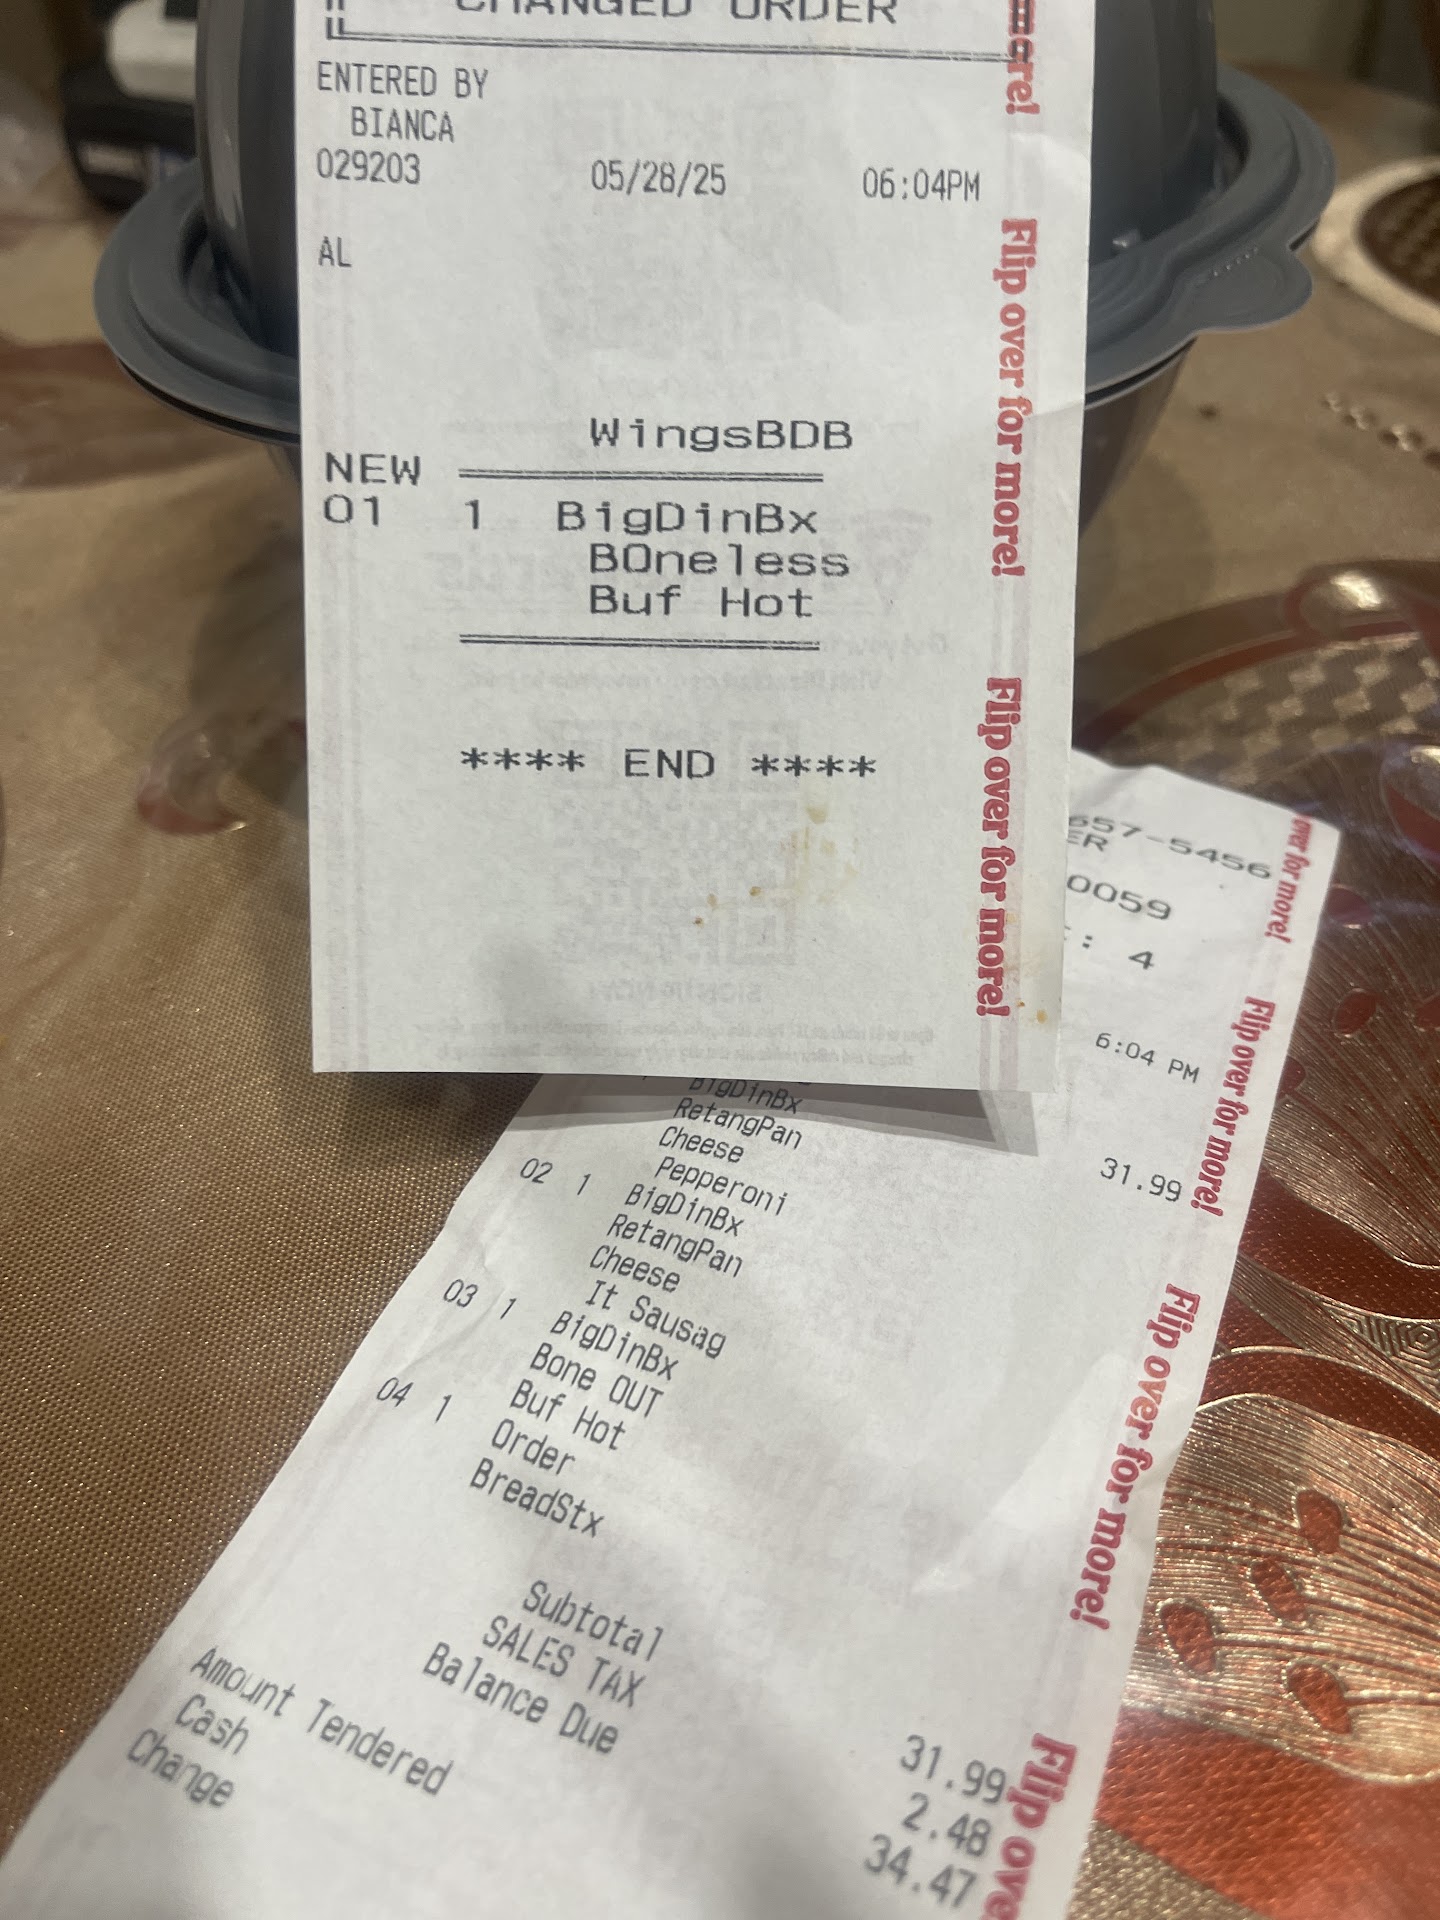 CHANGED ORDER
ENTERED BY
BIANCA
029203 05/28/25 06:04PM
AL
WingsBDB
NEW
01 1 BigDinBx
BOneless
Buf Hot
**** END ****
more!
Flip over for more!
Flip over for more!
657-5456
ER
0059
: 4
6:04 PM
BigDinBx 31.99
RetangPan
Cheese
Pepperoni
02 1 BigDinBx
RetangPan
Cheese
It Sausag
03 1 BigDinBx
Bone OUT
Buf Hot
04 1 Order
BreadStx
Subtotal 31.99
SALES TAX 2.48
Balance Due 34.47
Amount Tendered
Cash
Change
over for more!
Flip over for more!
Flip over for more!
Flip ove